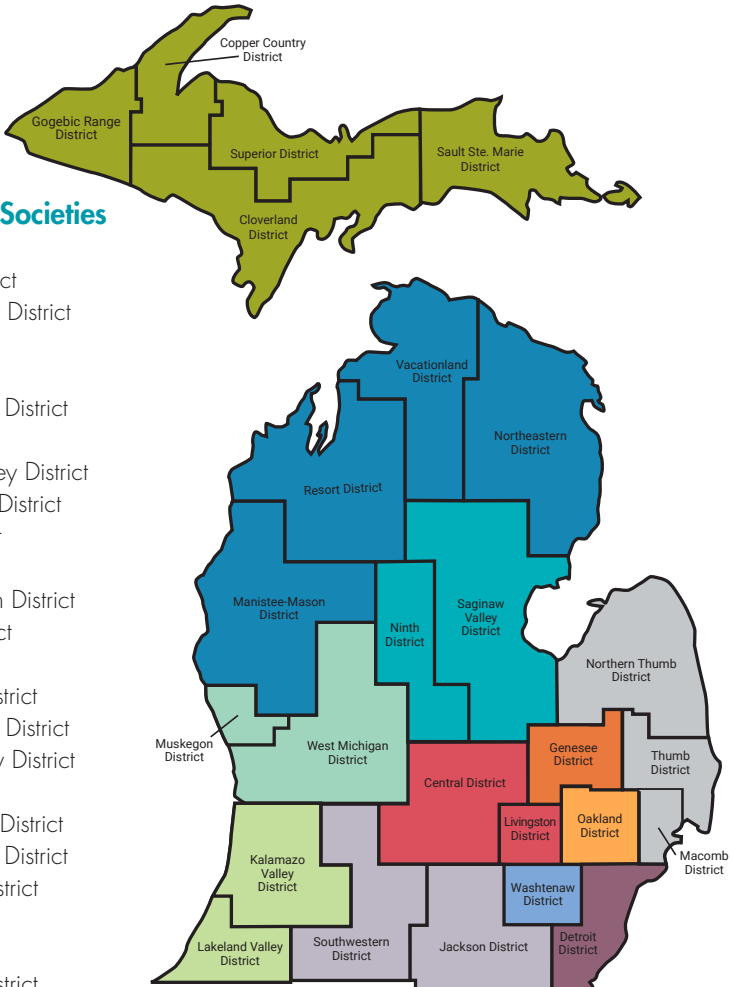 Copper Country
District
Gogebic Range
District
Superior District
Sault Ste. Marie
District
Cloverland
District
Societies
District
District
District
District
District
District
District
District
District
Vacationland
District
Northeastern
District
Resort District
Manistee-Mason
District
Ninth
District
Saginaw
Valley
District
Northern Thumb
District
Muskegon
District
West Michigan
District
Genesee
District
Thumb
District
Central District
Livingston
District
Oakland
District
Macomb
District
Kalamazo
Valley
District
Washtenaw
District
Lakeland Valley
District
Southwestern
District
Jackson District
Detroit
District